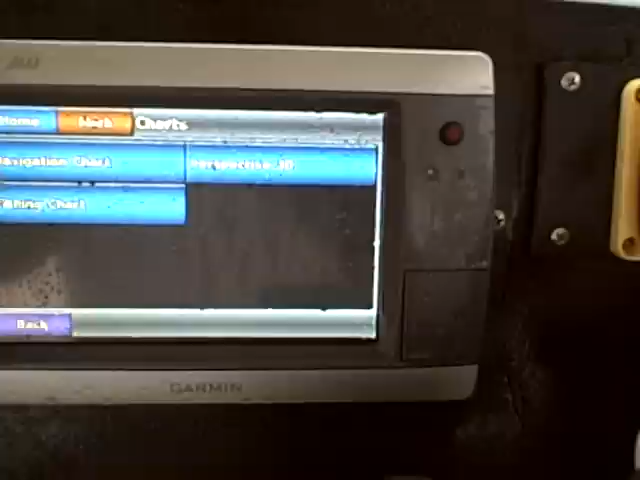 Home Mark Charts
Navigation Chart Perspective 3D
Fishing Chart
Back
GARMIN